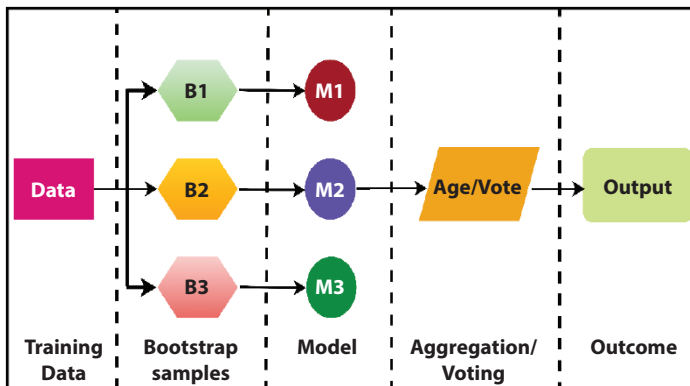 B1
M1
Data
B2
M2
Age/Vote
Output
B3
M3
Training
Data
Bootstrap
samples
Model
Aggregation/
Voting
Outcome